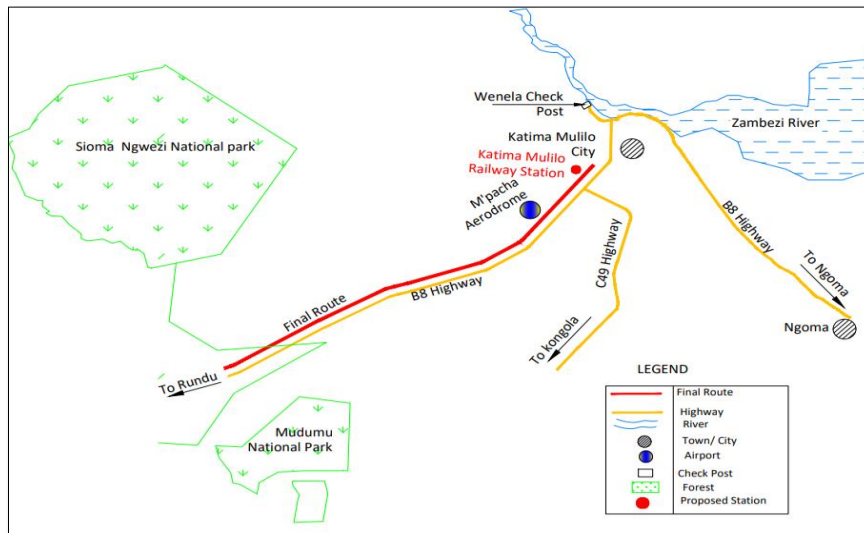 Sioma Ngwezi National park
Wenela Check
Post
Zambezi River
Katima Mulilo
City
Katima Mulilo
Railway Station
M'pacha
Aerodrome
B8 Highway
To Ngoma
Ngoma
C49 Highway
To kongola
Final Route
B8 Highway
To Rundu
Mudumu
National Park
LEGEND
Final Route
Highway
River
Town/ City
Airport
Check Post
Forest
Proposed Station